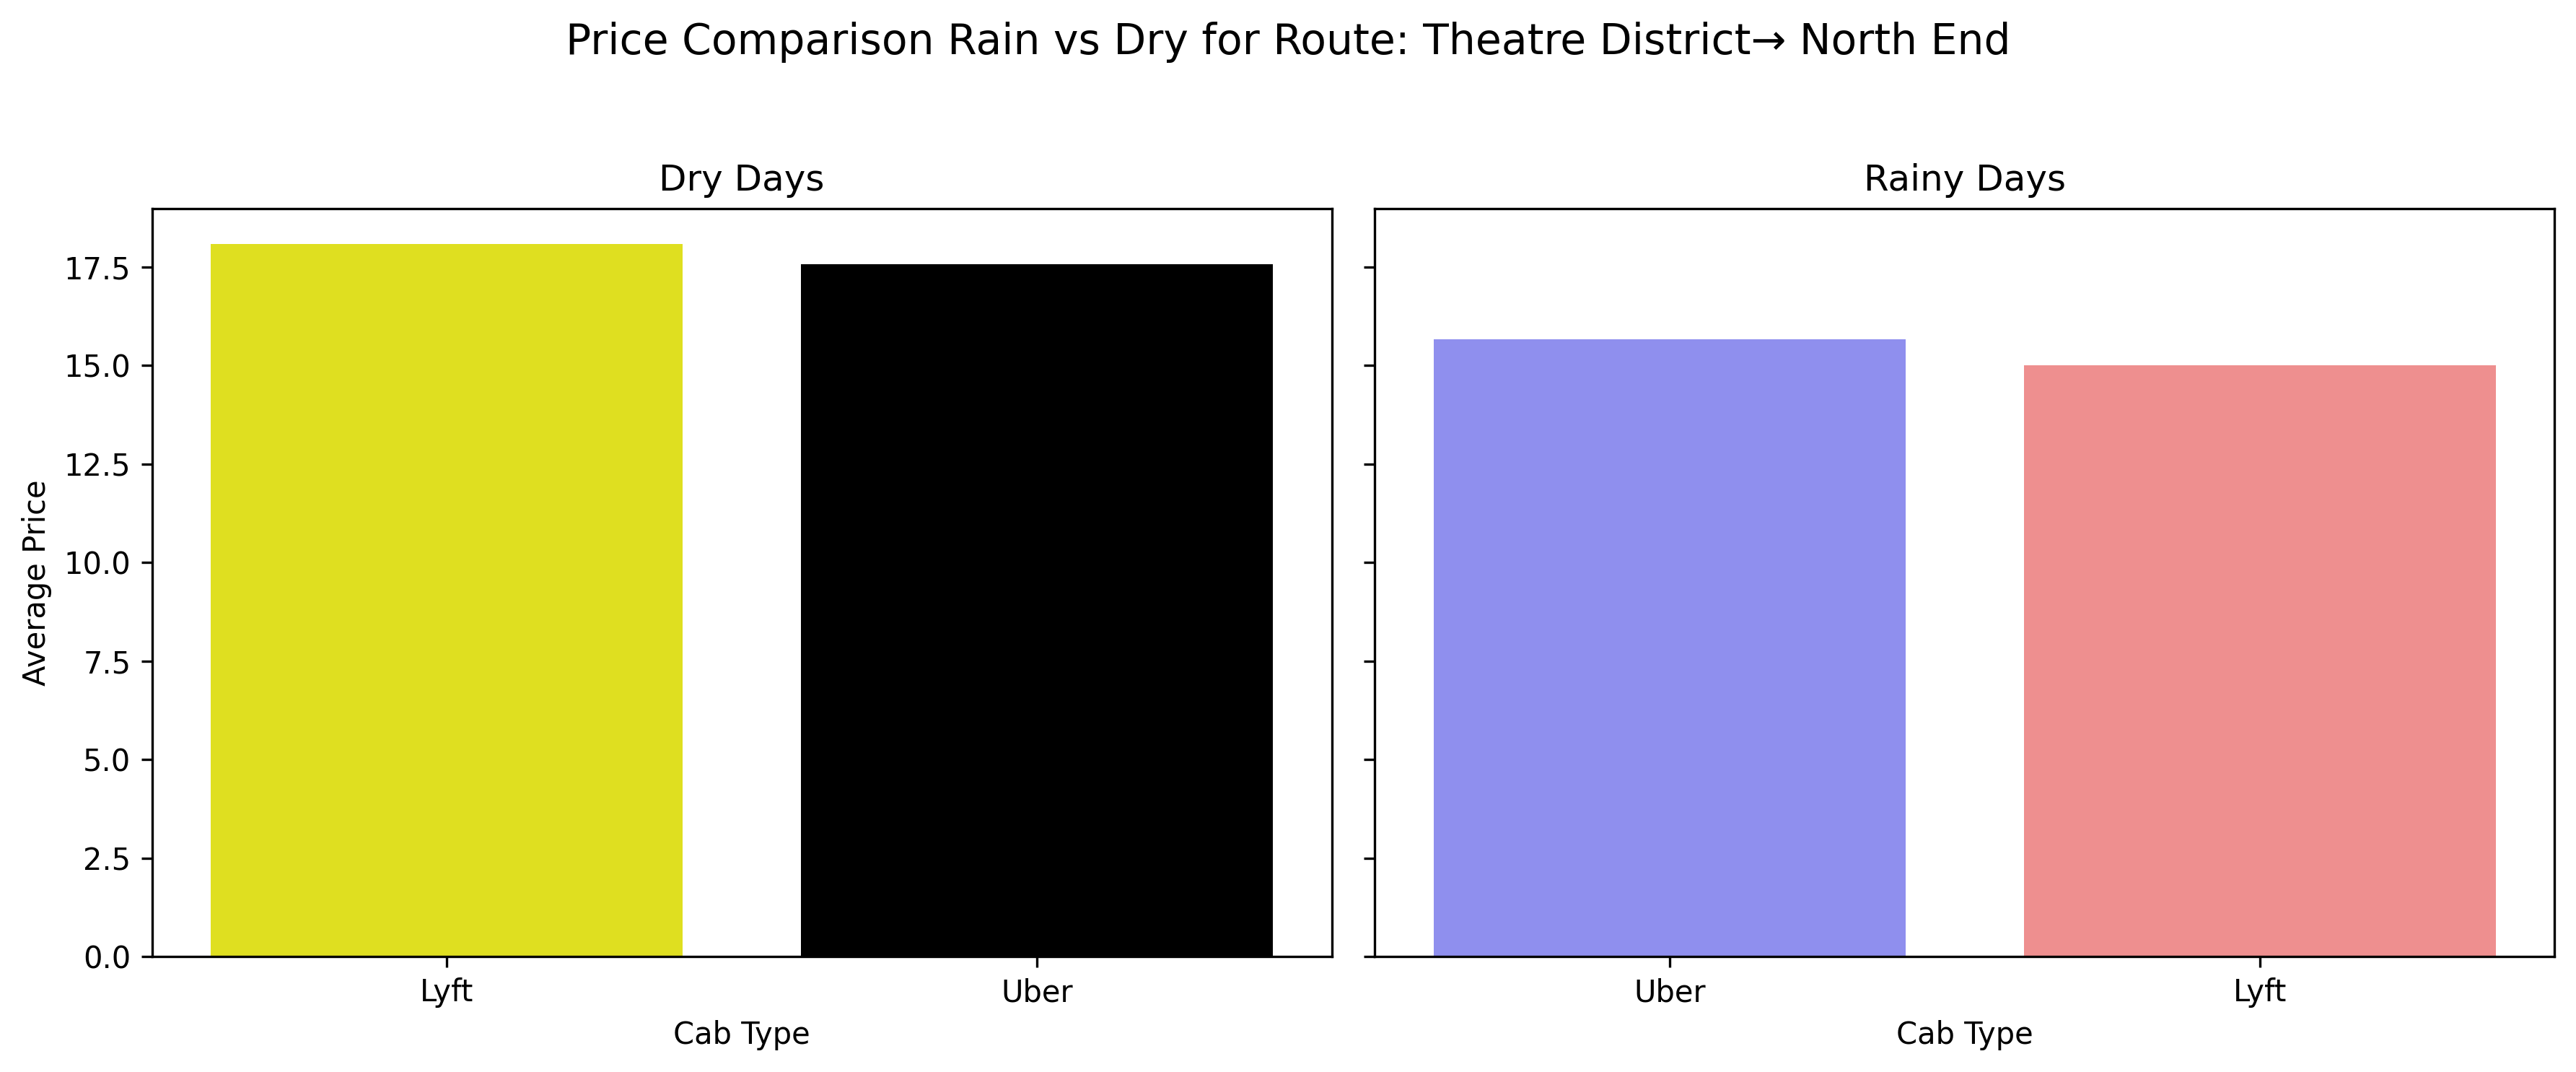 Price Comparison Rain vs Dry for Route: Theatre District→ North End
Dry Days
Average Price
17.5
15.0
12.5
10.0
7.5
5.0
2.5
0.0
Lyft
Uber
Cab Type
Rainy Days
Uber
Lyft
Cab Type